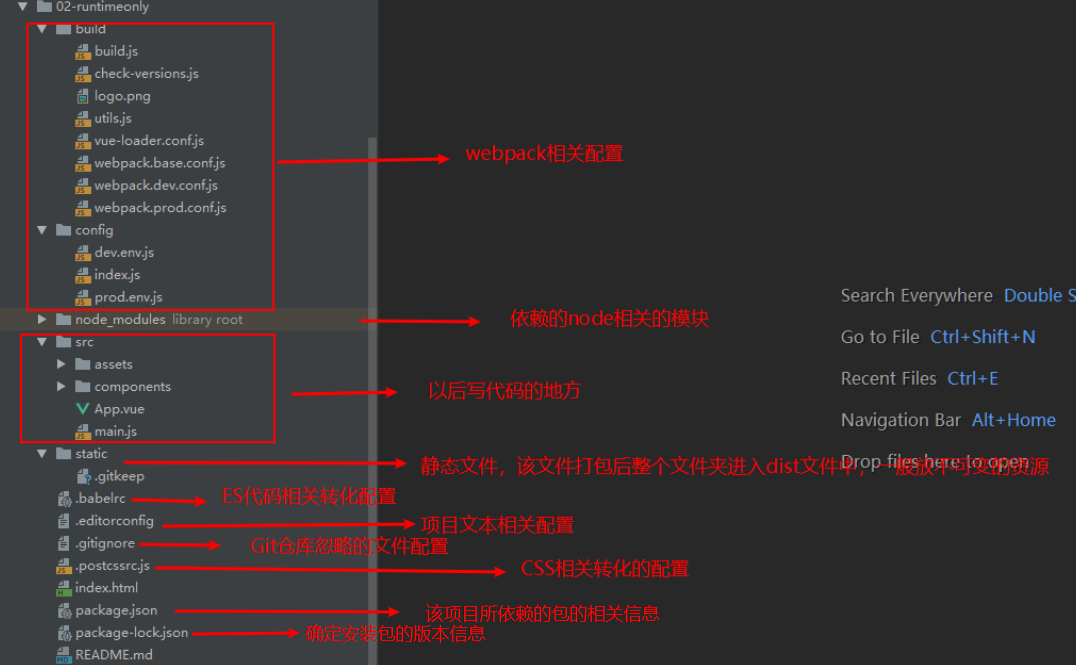 02-runtimeonly
build
build.js
check-versions.js
logo.png
utils.js
vue-loader.conf.js
webpack相关配置
webpack.base.conf.js
webpack.dev.conf.js
webpack.prod.conf.js
config
dev.env.js
index.js
prod.env.js
Search Everywhere Double S
node_modules library root
依赖的node相关的模块
Go to File Ctrl+Shift+N
src
assets
Recent Files Ctrl+E
components
以后写代码的地方
App.vue
Navigation Bar Alt+Home
main.js
static
Drop files here to open
静态文件，该文件打包后整个文件夹进入dist文件中，一般放不可变的资源
.gitkeep
.babelrc
ES代码相关转化配置
.editorconfig
项目文本相关配置
.gitignore
Git仓库忽略的文件配置
.postcssrc.js
CSS相关转化的配置
index.html
package.json
该项目所依赖的包的相关信息
package-lock.json
确定安装包的版本信息
README.md